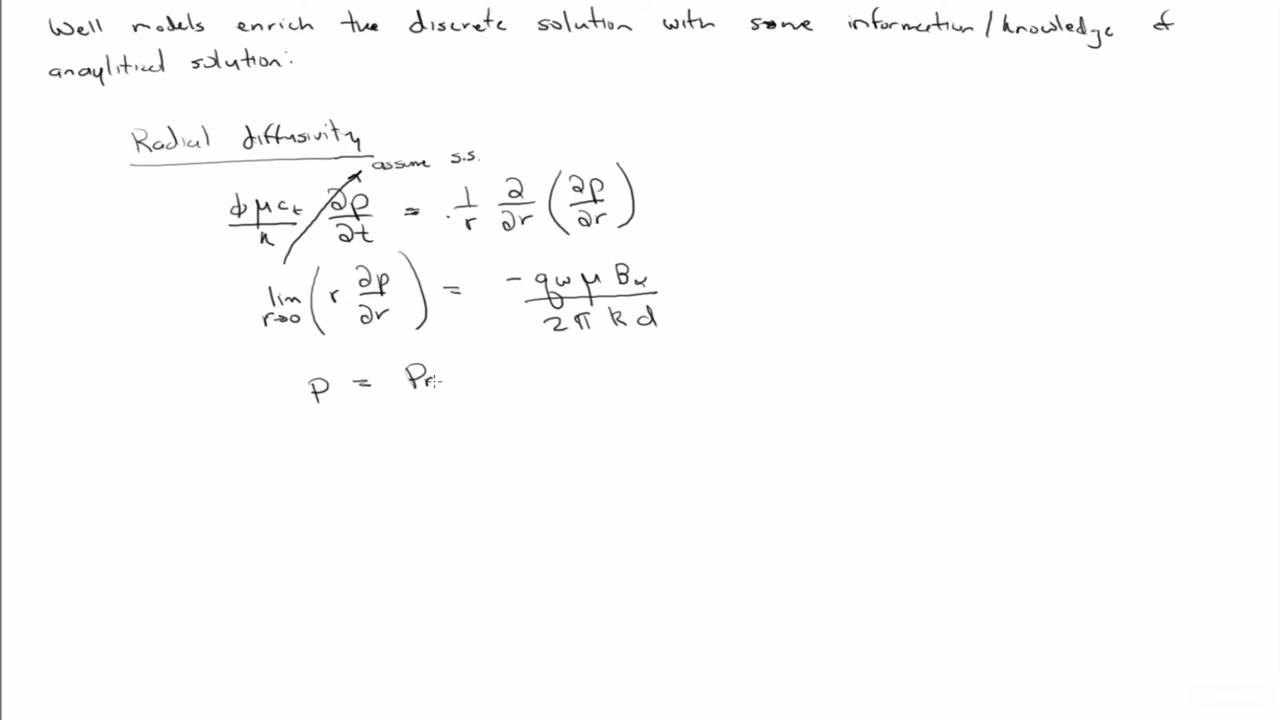 Well models enrich the discrete solution with some information/knowledge of
anaylitical solution:
Radial diffusivity
assume s.s.
ϕμc_t/k ∂p/∂t = 1/r ∂/∂r (∂p/∂r)
lim r→0 (r ∂p/∂r) = -q_w μ B_α / 2π k d
P = P